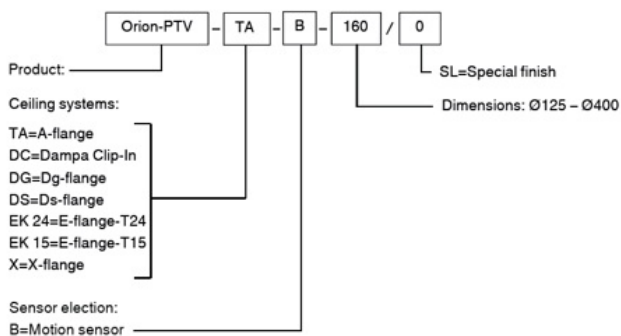 Orion-PTV - TA - B - 160 / 0
Product:
SL=Special finish
Ceiling systems:
Dimensions: Ø125 – Ø400
TA=A-flange
DC=Dampa Clip-In
DG=Dg-flange
DS=Ds-flange
EK 24=E-flange-T24
EK 15=E-flange-T15
X=X-flange
Sensor election:
B=Motion sensor